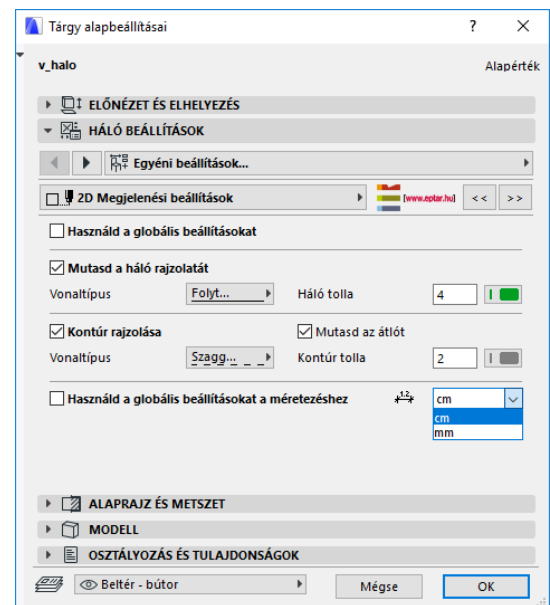 Tárgy alapbeállításai ?
v_halo Alapérték
ELŐNÉZET ÉS ELHELYEZÉS
HÁLÓ BEÁLLÍTÁSOK
Egyéni beállítások...
2D Megjelenési beállítások [www.eptar.hu] << >>
Használd a globális beállításokat
Mutasd a háló rajzolatát
Vonaltípus Folyt... Háló tolla 4
Kontúr rajzolása Mutasd az átlót
Vonaltípus Szagg... Kontúr tolla 2
Használd a globális beállításokat a méretezéshez 1.2 cm
cm
mm
ALAPRAJZ ÉS METSZET
MODELL
OSZTÁLYOZÁS ÉS TULAJDONSÁGOK
Beltér - bútor Mégse OK